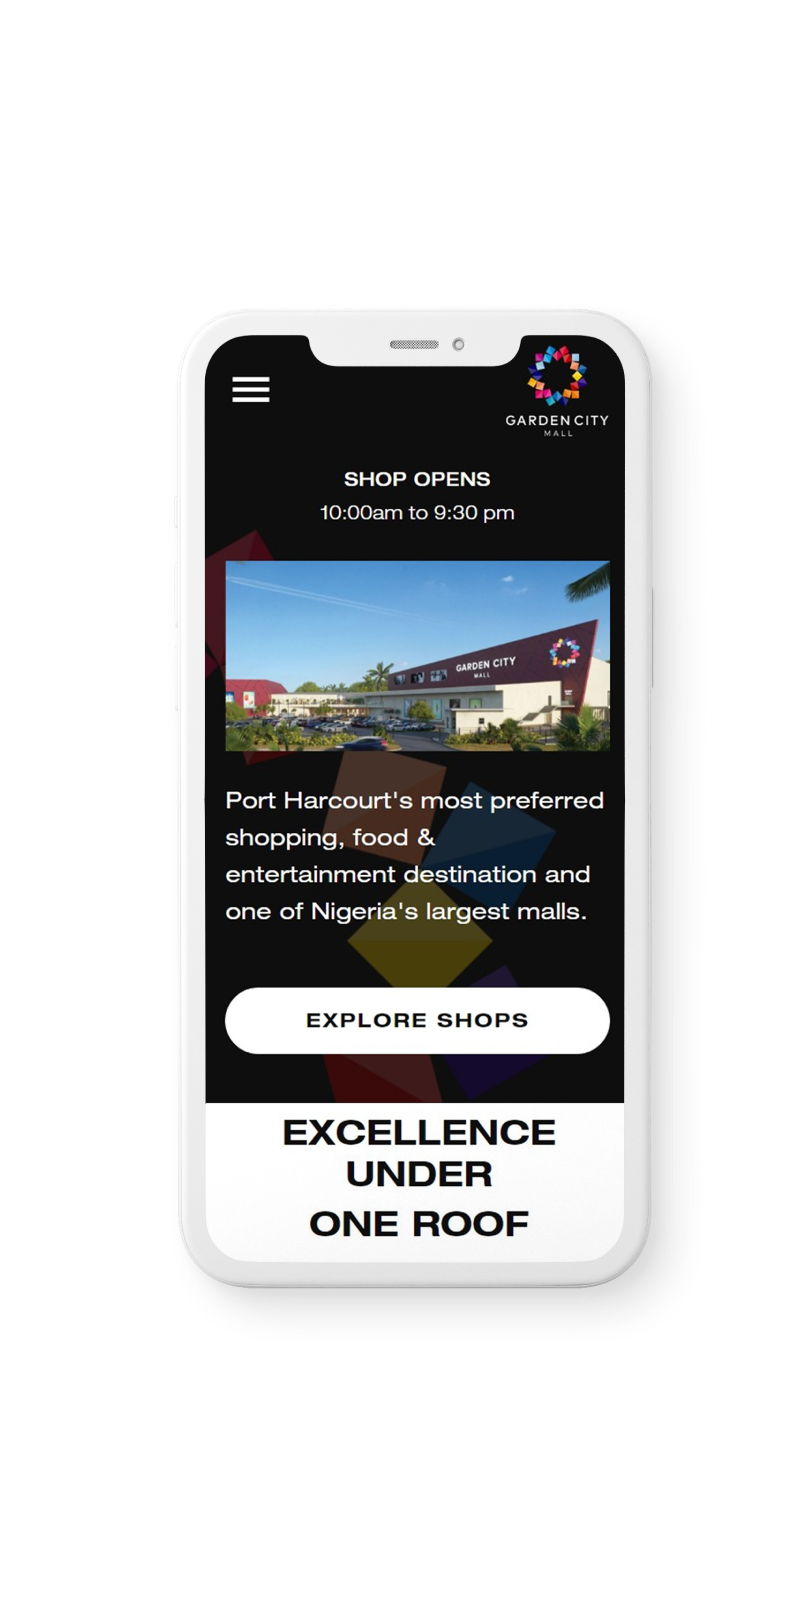 GARDEN CITY
MALL
SHOP OPENS
10:00am to 9:30 pm
GARDEN CITY
MALL
Port Harcourt's most preferred
shopping, food &
entertainment destination and
one of Nigeria's largest malls.
EXPLORE SHOPS
EXCELLENCE
UNDER
ONE ROOF